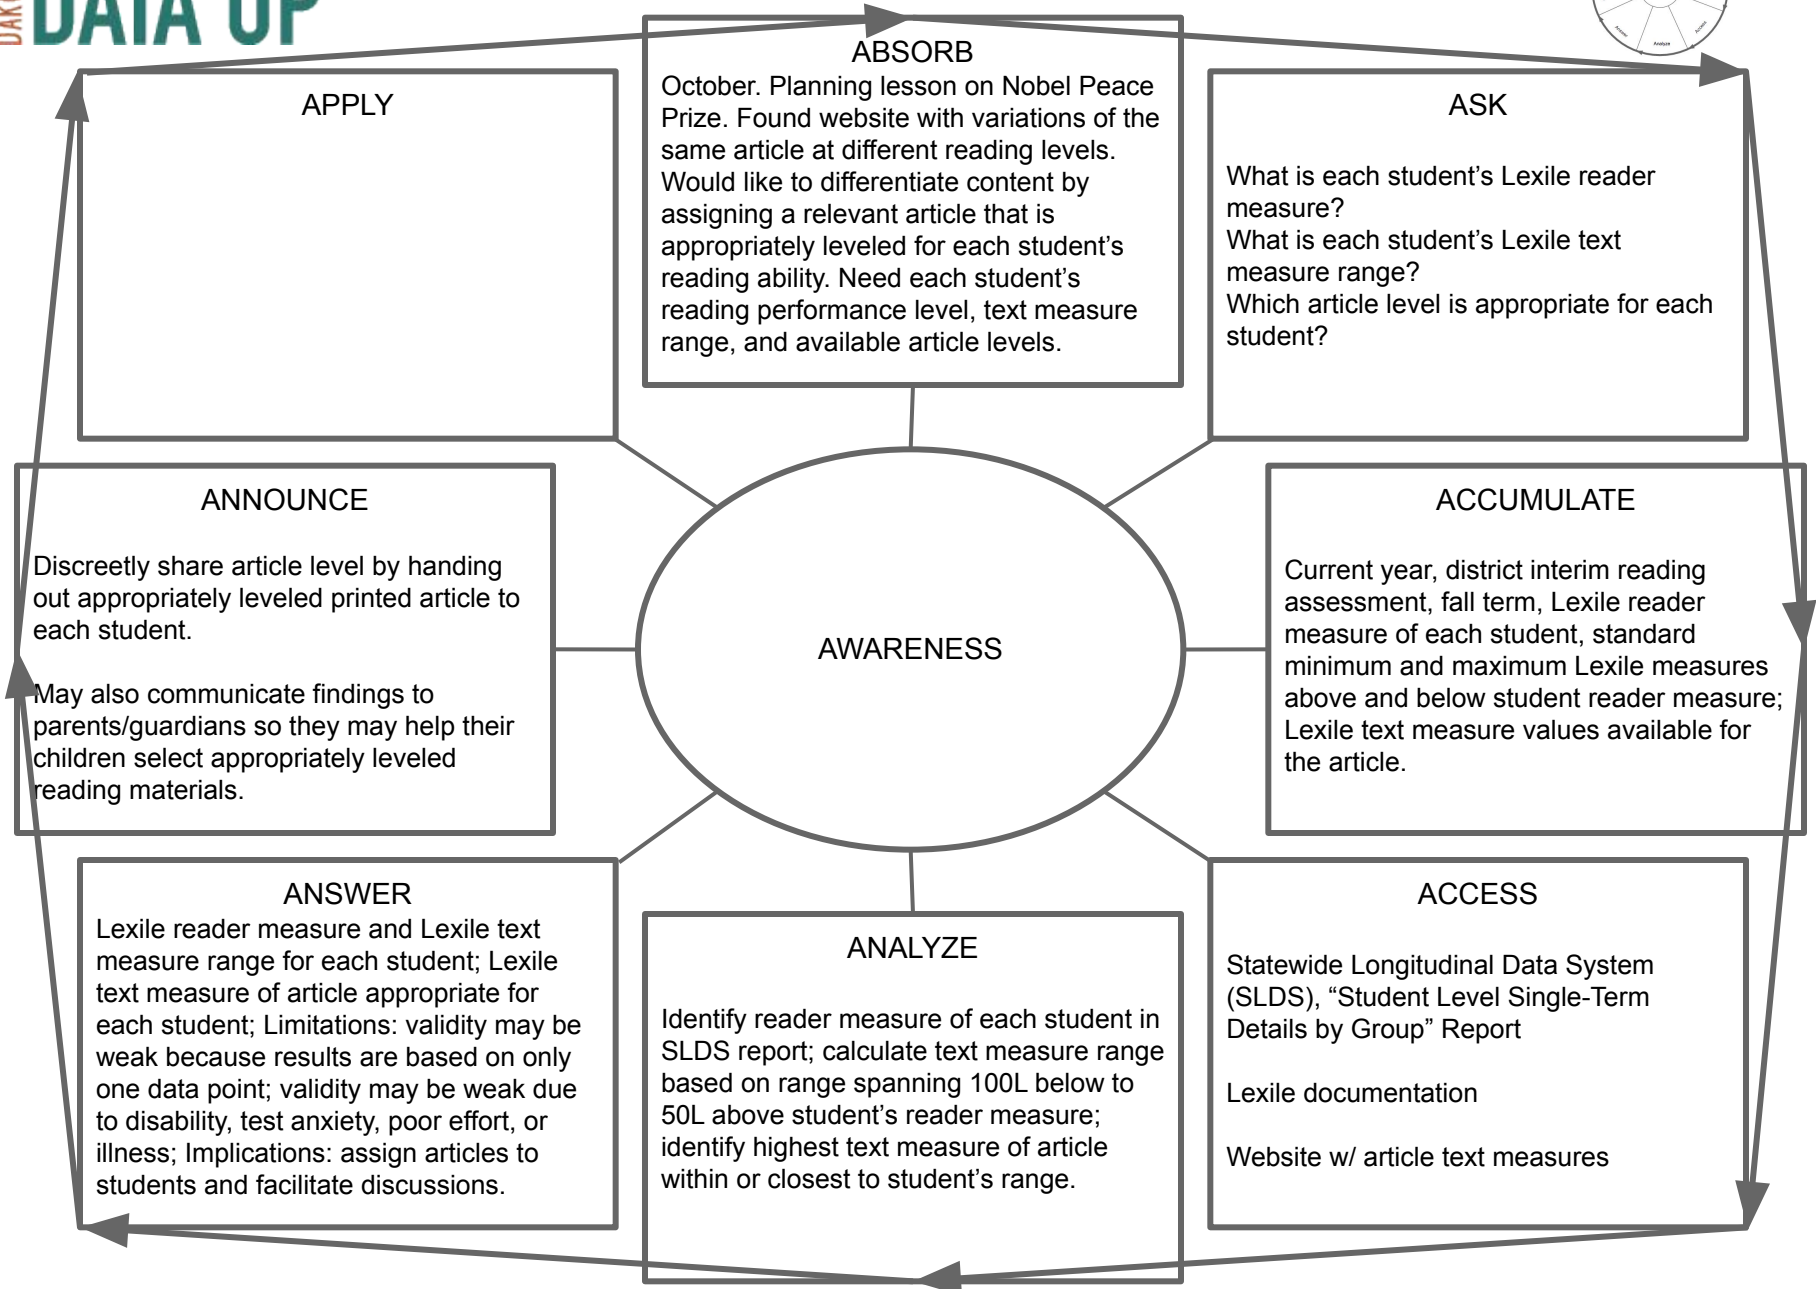 DATA UP
ABSORB
October. Planning lesson on Nobel Peace
Prize. Found website with variations of the
same article at different reading levels.
Would like to differentiate content by
assigning a relevant article that is
appropriately leveled for each student’s
reading ability. Need each student’s
reading performance level, text measure
range, and available article levels.
Answer
Analyze
Access
APPLY
ASK
What is each student’s Lexile reader
measure?
What is each student’s Lexile text
measure range?
Which article level is appropriate for each
student?
ANNOUNCE
Discreetly share article level by handing
out appropriately leveled printed article to
each student.
May also communicate findings to
parents/guardians so they may help their
children select appropriately leveled
reading materials.
AWARENESS
ACCUMULATE
Current year, district interim reading
assessment, fall term, Lexile reader
measure of each student, standard
minimum and maximum Lexile measures
above and below student reader measure;
Lexile text measure values available for
the article.
ANSWER
Lexile reader measure and Lexile text
measure range for each student; Lexile
text measure of article appropriate for
each student; Limitations: validity may be
weak because results are based on only
one data point; validity may be weak due
to disability, test anxiety, poor effort, or
illness; Implications: assign articles to
students and facilitate discussions.
ANALYZE
Identify reader measure of each student in
SLDS report; calculate text measure range
based on range spanning 100L below to
50L above student’s reader measure;
identify highest text measure of article
within or closest to student’s range.
ACCESS
Statewide Longitudinal Data System
(SLDS), “Student Level Single-Term
Details by Group” Report
Lexile documentation
Website w/ article text measures